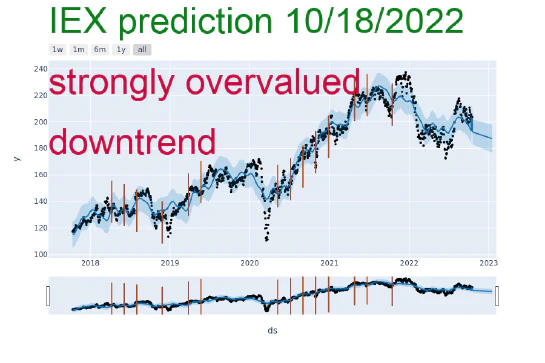 IEX prediction 10/18/2022
1w 1m 6m 1y all
240
strongly overvalued
220
200
downtrend
180
y
160
140
120
100
2018 2019 2020 2021 2022 2023
ds